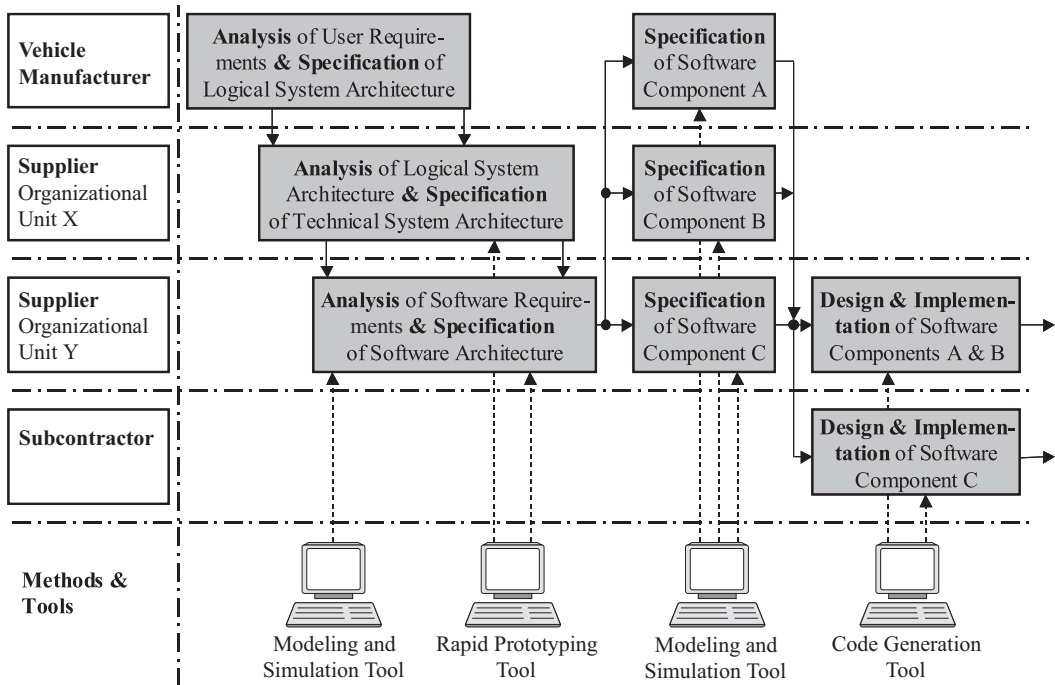 Vehicle
Manufacturer
Analysis of User Require-
ments & Specification of
Logical System Architecture
Specification
of Software
Component A
Supplier
Organizational
Unit X
Analysis of Logical System
Architecture & Specification
of Technical System Architecture
Specification
of Software
Component B
Supplier
Organizational
Unit Y
Analysis of Software Require-
ments & Specification
of Software Architecture
Specification
of Software
Component C
Design & Implemen-
tation of Software
Components A & B
Subcontractor
Design & Implemen-
tation of Software
Component C
Methods &
Tools
Modeling and
Simulation Tool
Rapid Prototyping
Tool
Modeling and
Simulation Tool
Code Generation
Tool